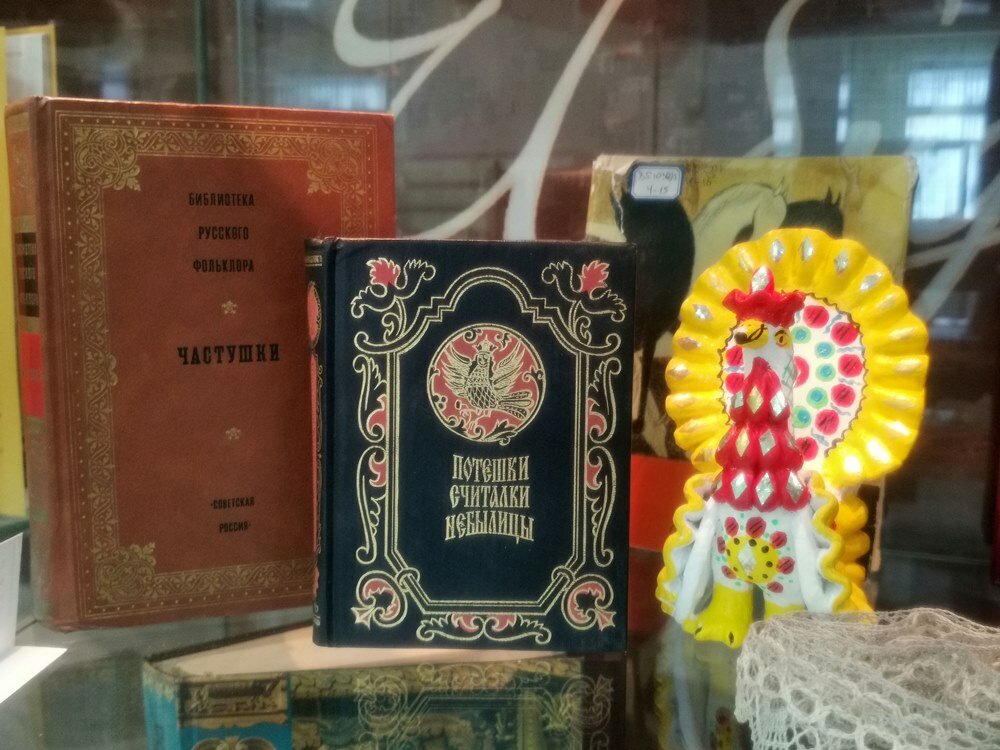 БИБЛИОТЕКА
РУССКОГО
ФОЛЬКЛОРА
ЧАСТУШКИ
·СОВЕТСКАЯ
РОССИЯ·
ПОТЕШКИ
СЧИТАЛКИ
НЕБЫЛИЦЫ